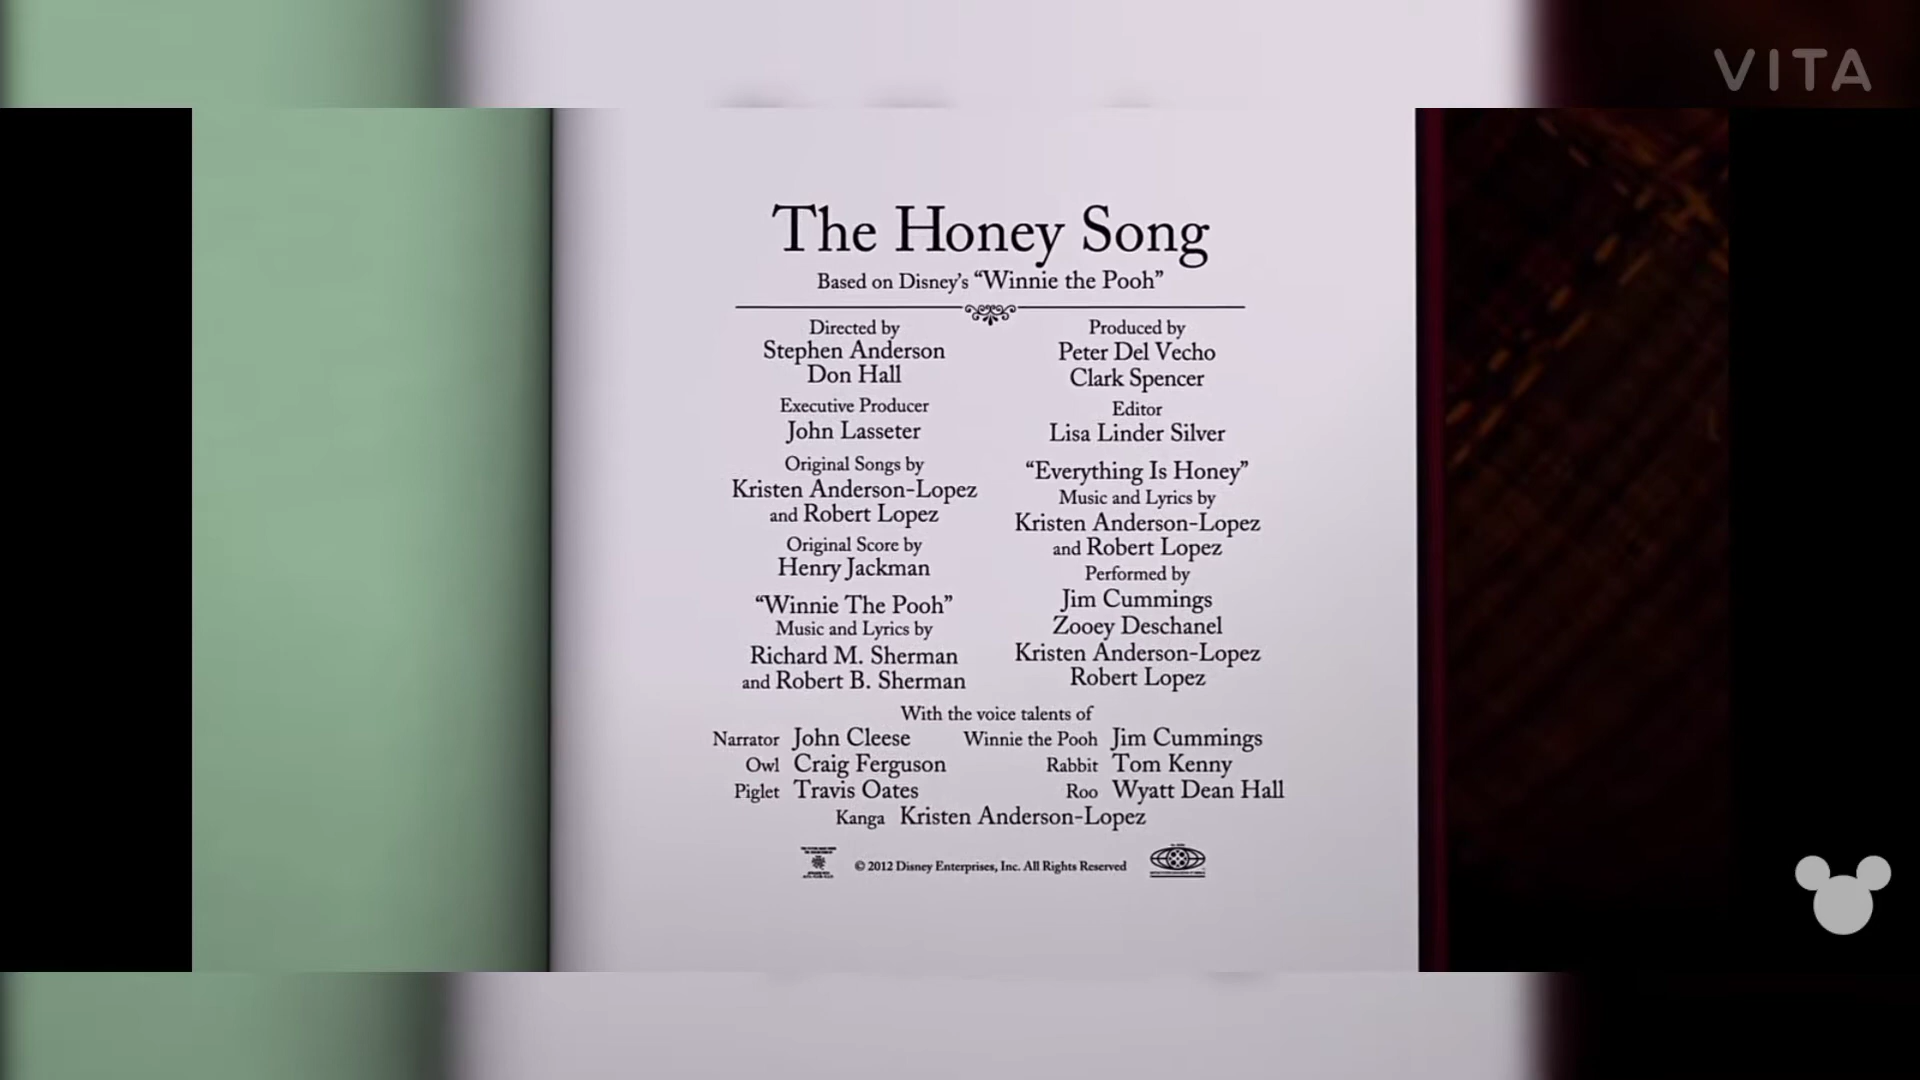 VITA
The Honey Song
Based on Disney's “Winnie the Pooh”
Directed by
Stephen Anderson
Don Hall
Executive Producer
John Lasseter
Original Songs by
Kristen Anderson-Lopez
and Robert Lopez
Original Score by
Henry Jackman
“Winnie The Pooh”
Music and Lyrics by
Richard M. Sherman
and Robert B. Sherman
Produced by
Peter Del Vecho
Clark Spencer
Editor
Lisa Linder Silver
“Everything Is Honey”
Music and Lyrics by
Kristen Anderson-Lopez
and Robert Lopez
Performed by
Jim Cummings
Zooey Deschanel
Kristen Anderson-Lopez
Robert Lopez
With the voice talents of
Narrator John Cleese Winnie the Pooh Jim Cummings
Owl Craig Ferguson Rabbit Tom Kenny
Piglet Travis Oates Roo Wyatt Dean Hall
Kanga Kristen Anderson-Lopez
© 2012 Disney Enterprises, Inc. All Rights Reserved